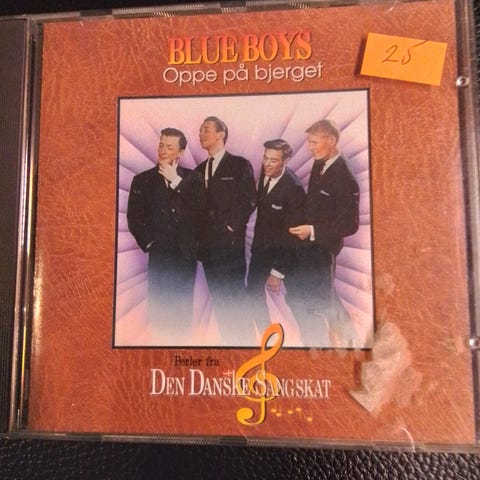 BLUE BOYS
Oppe på bjerget
25
Perler fra
DEN DANSKE SANGSKAT